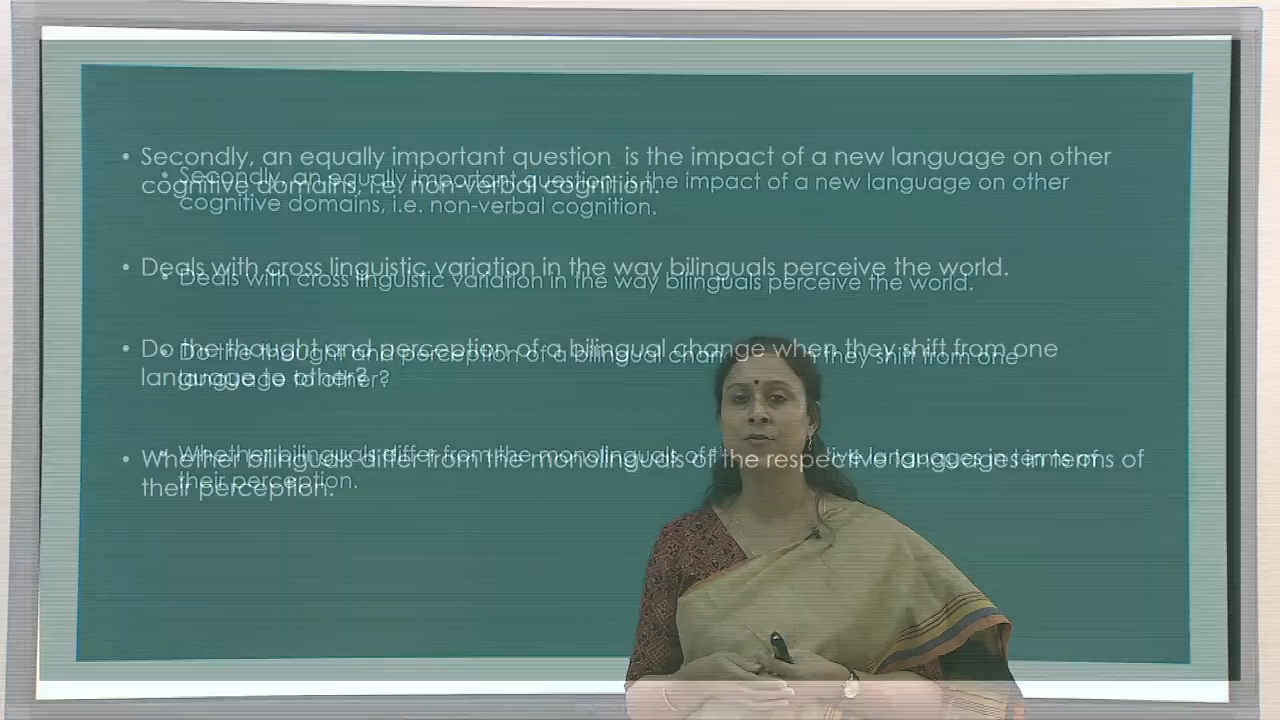 • Secondly, an equally important question is the impact of a new language on other
cognitive domains, i.e. non-verbal cognition.
• Deals with cross linguistic variation in the way bilinguals perceive the world.
• Do the thought and perception of a bilingual change when they shift from one
language to other?
• Whether bilinguals differ from the monolinguals of the respective languages in terms of
their perception.